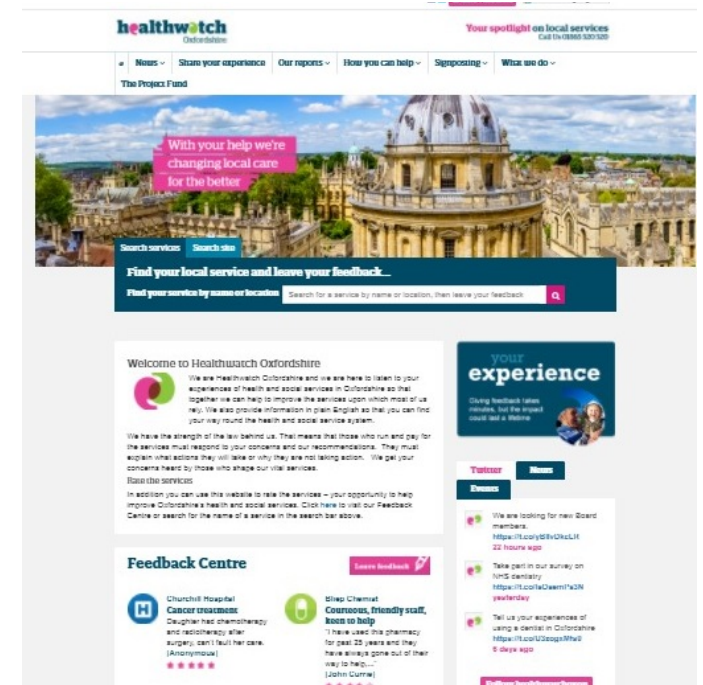 healthwatch
Oxfordshire
Your spotlight on local services
Call Us 01865 520 520
News
Share your experience
Our reports
How you can help
Signposting
What we do
The Project Fund
With your help we're
changing local care
for the better
Search services
Search site
Find your local service and leave your feedback...
Find your service by name or location
Search for a service by name or location, then leave your feedback
Welcome to Healthwatch Oxfordshire
We are Healthwatch Oxfordshire and we are here to listen to your
experiences of health and social services in Oxfordshire so that
together we can help to improve the services upon which most of us
rely. We also provide information in plain English so that you can find
your way round the health and social service system.
We have the strength of the law behind us. That means that those who run and pay for
the services must respond to your concerns and our recommendations. They must
explain what actions they will take or why they are not taking action. We get your
concerns heard by those who shape our vital services.
Rate the services
In addition you can use this website to rate the services – your opportunity to help
improve Oxfordshire's health and social services. Click here to visit our Feedback
Centre or search for the name of a service in the search bar above.
your
experience
Giving feedback takes
minutes, but the impact
could last a lifetime
Twitter
News
Events
We are looking for new Board
members.
22 hours ago
Take part in our survey on
NHS dentistry
yesterday
Tell us your experiences of
using a dentist in Oxfordshire
6 days ago
Feedback Centre
Leave feedback
H
Churchill Hospital
Cancer treatment
Daughter had chemotherapy
and radiotherapy after
surgery, can't fault her care.
|Anonymous|
Chemist
Courteous, friendly staff,
keen to help
"I have used this pharmacy
for past 25 years and they
have always gone out of their
way to help,..."
|John Currie|